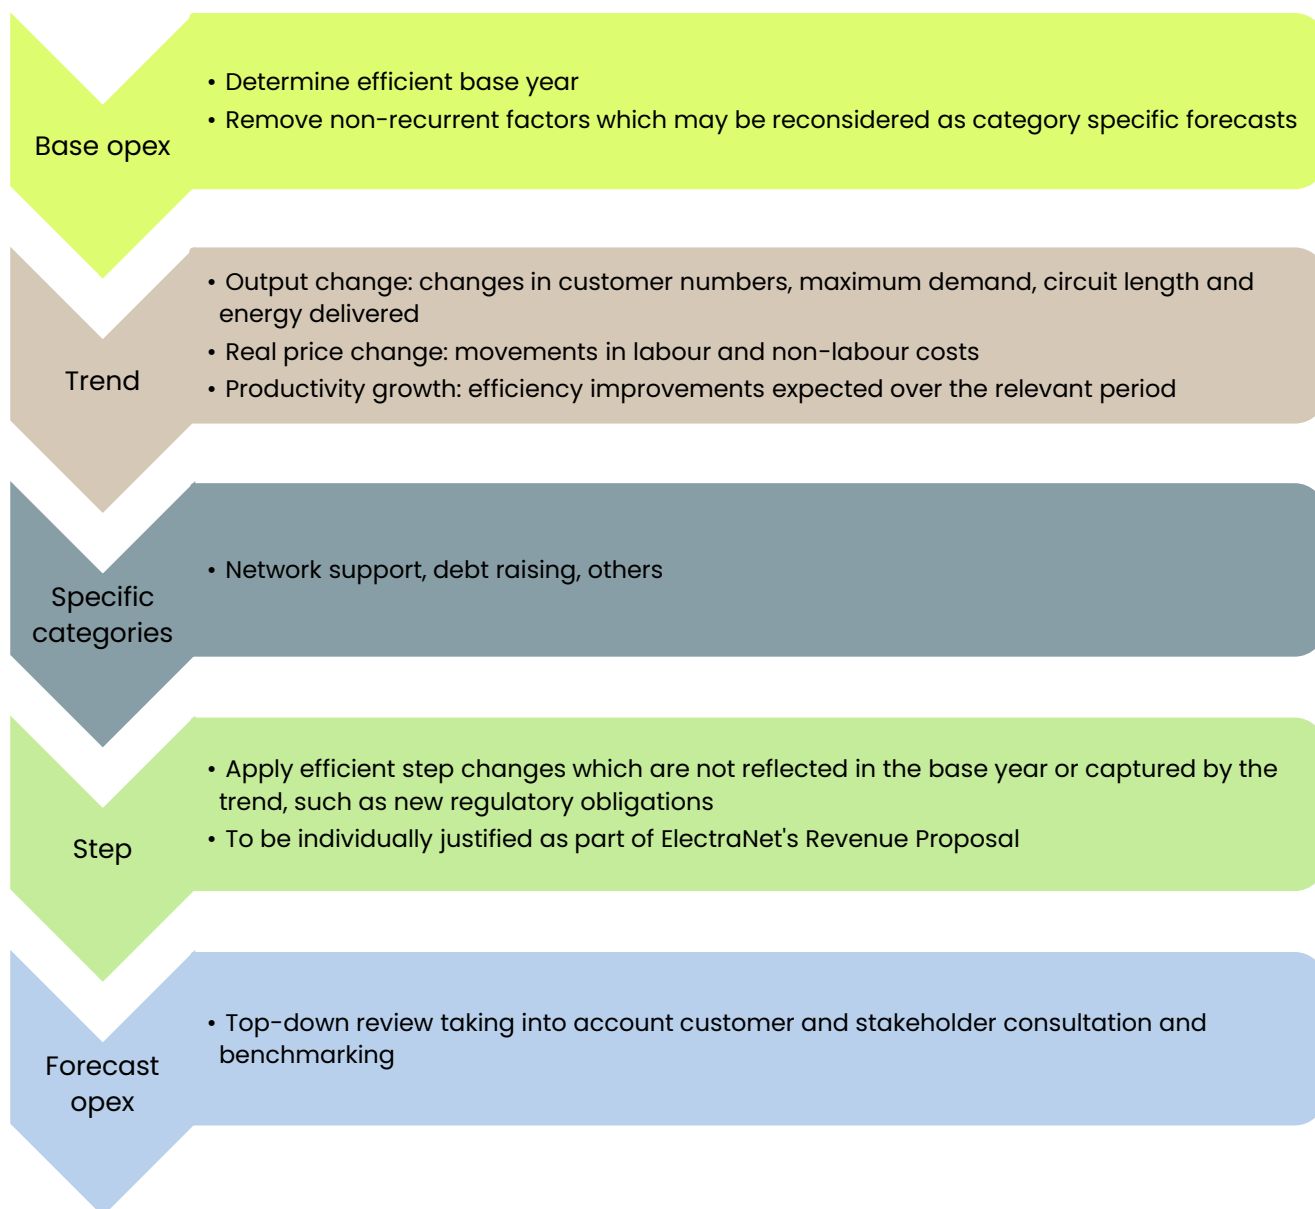 Base opex
• Determine efficient base year
• Remove non-recurrent factors which may be reconsidered as category specific forecasts
Trend
• Output change: changes in customer numbers, maximum demand, circuit length and
energy delivered
• Real price change: movements in labour and non-labour costs
• Productivity growth: efficiency improvements expected over the relevant period
Specific
categories
• Network support, debt raising, others
Step
• Apply efficient step changes which are not reflected in the base year or captured by the
trend, such as new regulatory obligations
• To be individually justified as part of ElectraNet's Revenue Proposal
Forecast
opex
• Top-down review taking into account customer and stakeholder consultation and
benchmarking